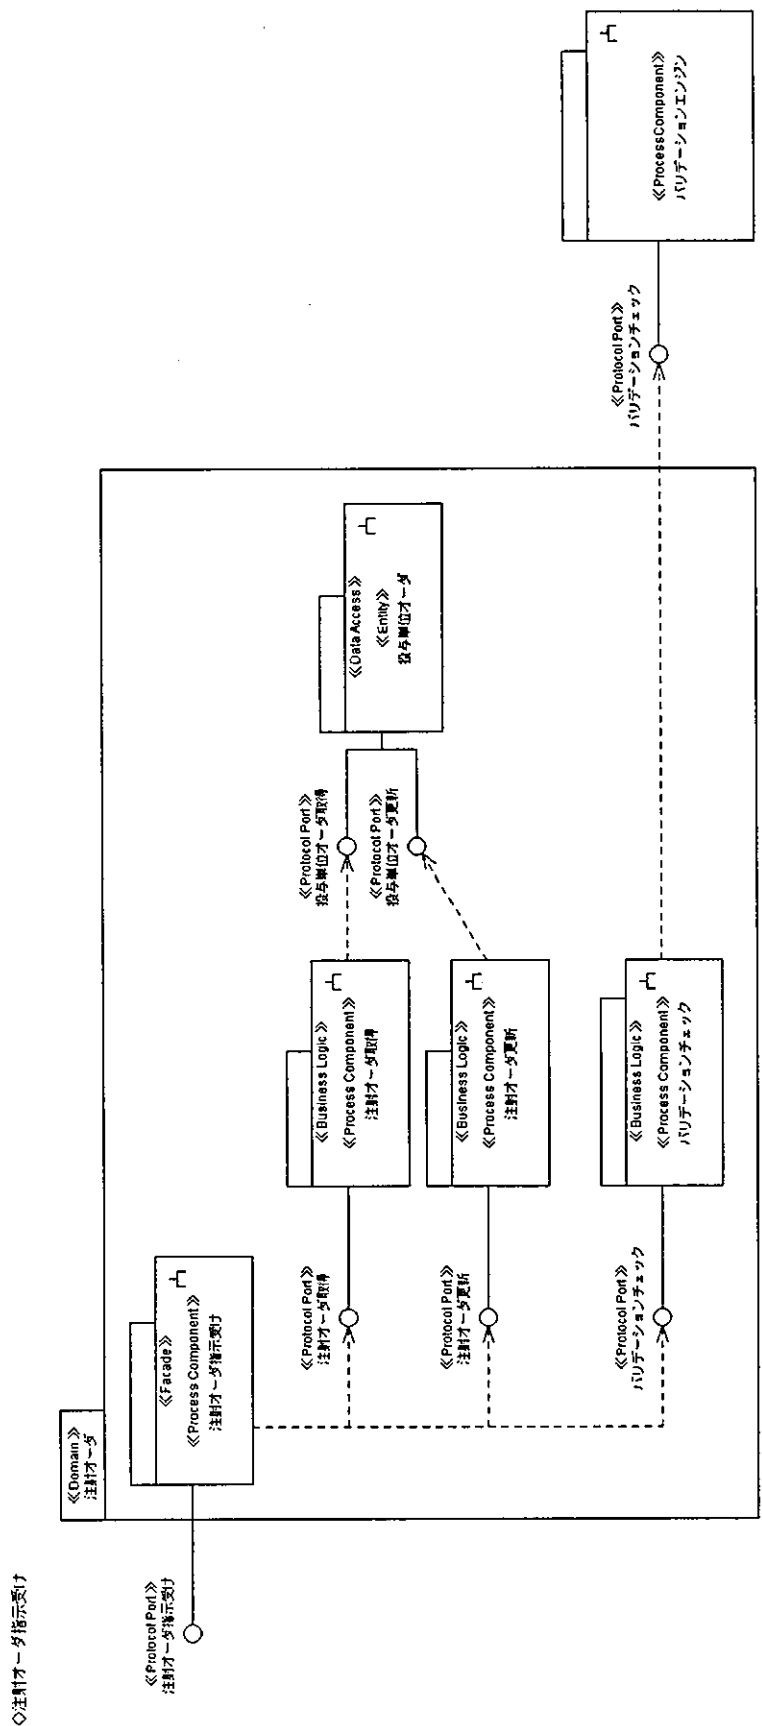 ◇注射オーダ指示受け
≪Protocol Port≫
注射オーダ指示受け
≪Domain≫
注射オーダ
≪Facade≫
≪Process Component≫
注射オーダ指示受け
≪Protocol Port≫
注射オーダ取得
≪Protocol Port≫
注射オーダ更新
≪Protocol Port≫
バリデーションチェック
≪Business Logic≫
≪Process Component≫
注射オーダ取得
≪Business Logic≫
≪Process Component≫
注射オーダ更新
≪Business Logic≫
≪Process Component≫
バリデーションチェック
≪Protocol Port≫
投与単位オーダ取得
≪Protocol Port≫
投与単位オーダ更新
≪Data Access≫
≪Entity≫
投与単位オーダ
≪Protocol Port≫
バリデーションチェック
≪ProcessComponent≫
バリデーションエンジン